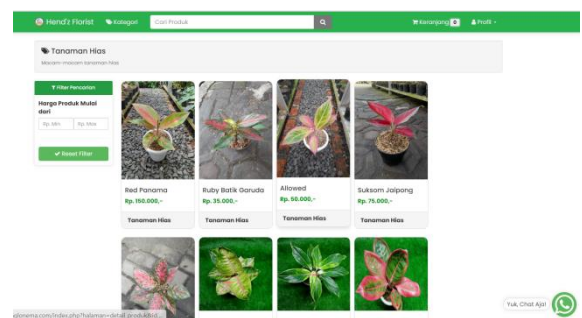 Hend'z Florist Kategori Cari Produk Keranjang 0 Profil
Tanaman Hias
Macam-macam tanaman hias
Filter Pencarian
Harga Produk Mulai
dari
Rp. Min Rp. Max
Reset Filter
Red Panama
Rp. 150.000,-
Tanaman Hias
Ruby Batik Garuda
Rp. 35.000,-
Tanaman Hias
Allowed
Rp. 50.000,-
Tanaman Hias
Suksom Jaipong
Rp. 75.000,-
Tanaman Hias
Yuk, Chat Aja!